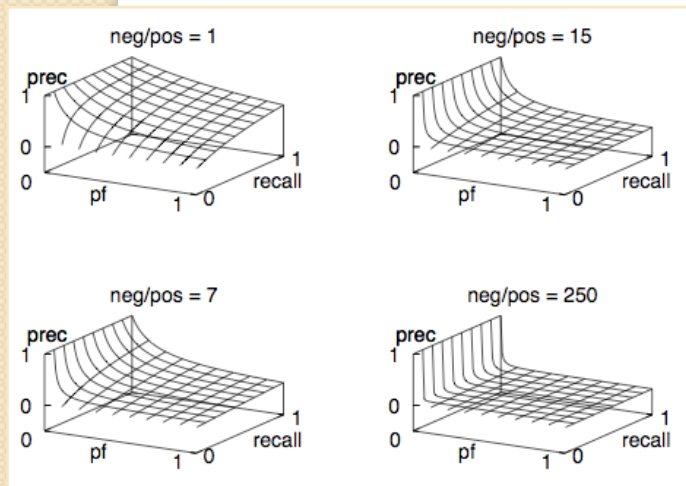 neg/pos = 1
prec
1
0
0
pf
1
0
recall
1
neg/pos = 15
prec
1
0
0
pf
1
0
recall
1
neg/pos = 7
prec
1
0
0
pf
1
0
recall
1
neg/pos = 250
prec
1
0
0
pf
1
0
recall
1